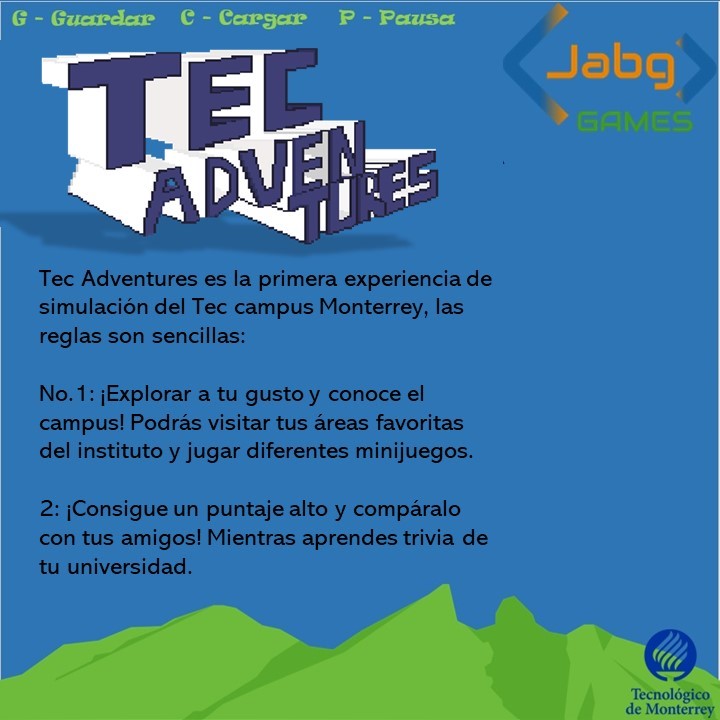 G - Guardar C - Cargar P - Pausa
Jabg
GAMES
TEC
ADVEN
TURES
Tec Adventures es la primera experiencia de
simulación del Tec campus Monterrey, las
reglas son sencillas:
No.1: ¡Explorar a tu gusto y conoce el
campus! Podrás visitar tus áreas favoritas
del instituto y jugar diferentes minijuegos.
2: ¡Consigue un puntaje alto y compáralo
con tus amigos! Mientras aprendes trivia de
tu universidad.
Tecnológico
de Monterrey